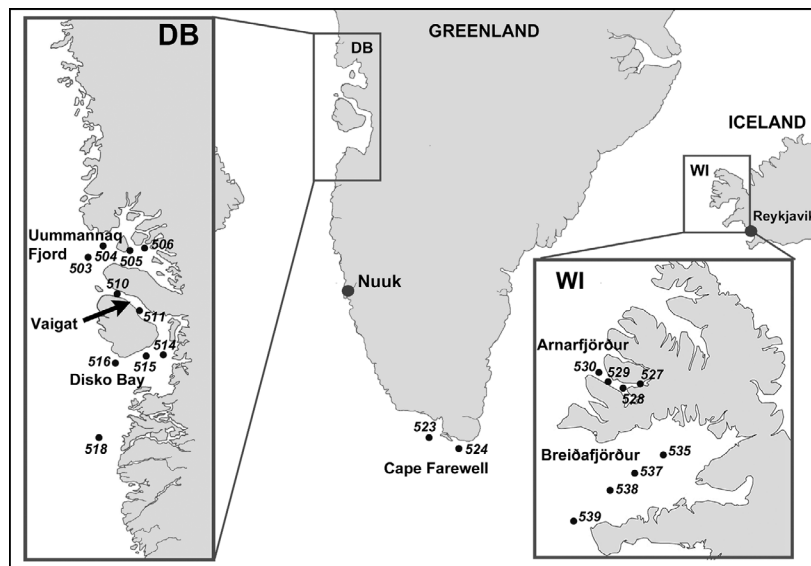 DB
Uummannaq
Fjord
503
504
505
506
510
511
Vaigat
514
515
516
Disko Bay
518
GREENLAND
DB
Nuuk
523
524
Cape Farewell
ICELAND
WI
Reykjavik
WI
Arnarfjörður
530
529
527
528
Breiðafjörður
535
537
538
539